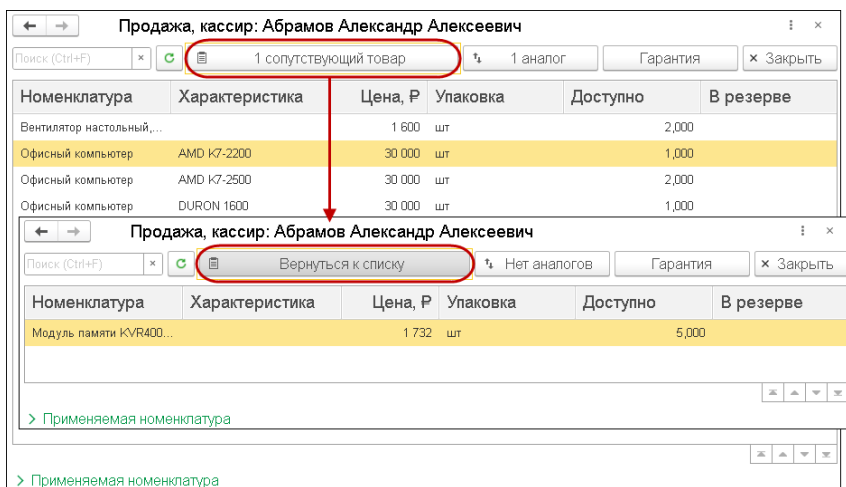 Продажа, кассир: Абрамов Александр Алексеевич
Поиск (Ctrl+F) × 1 сопутствующий товар 1 аналог Гарантия × Закрыть
Номенклатура Характеристика Цена, ₽ Упаковка Доступно В резерве
Вентилятор настольный,... 1 600 шт 2,000
Офисный компьютер AMD K7-2200 30 000 шт 1,000
Офисный компьютер AMD K7-2500 30 000 шт 2,000
Офисный компьютер DURON 1600 30 000 шт 1,000
Продажа, кассир: Абрамов Александр Алексеевич
Поиск (Ctrl+F) × Вернуться к списку Нет аналогов Гарантия × Закрыть
Номенклатура Характеристика Цена, ₽ Упаковка Доступно В резерве
Модуль памяти KVR400... 1 732 шт 5,000
Применяемая номенклатура
Применяемая номенклатура